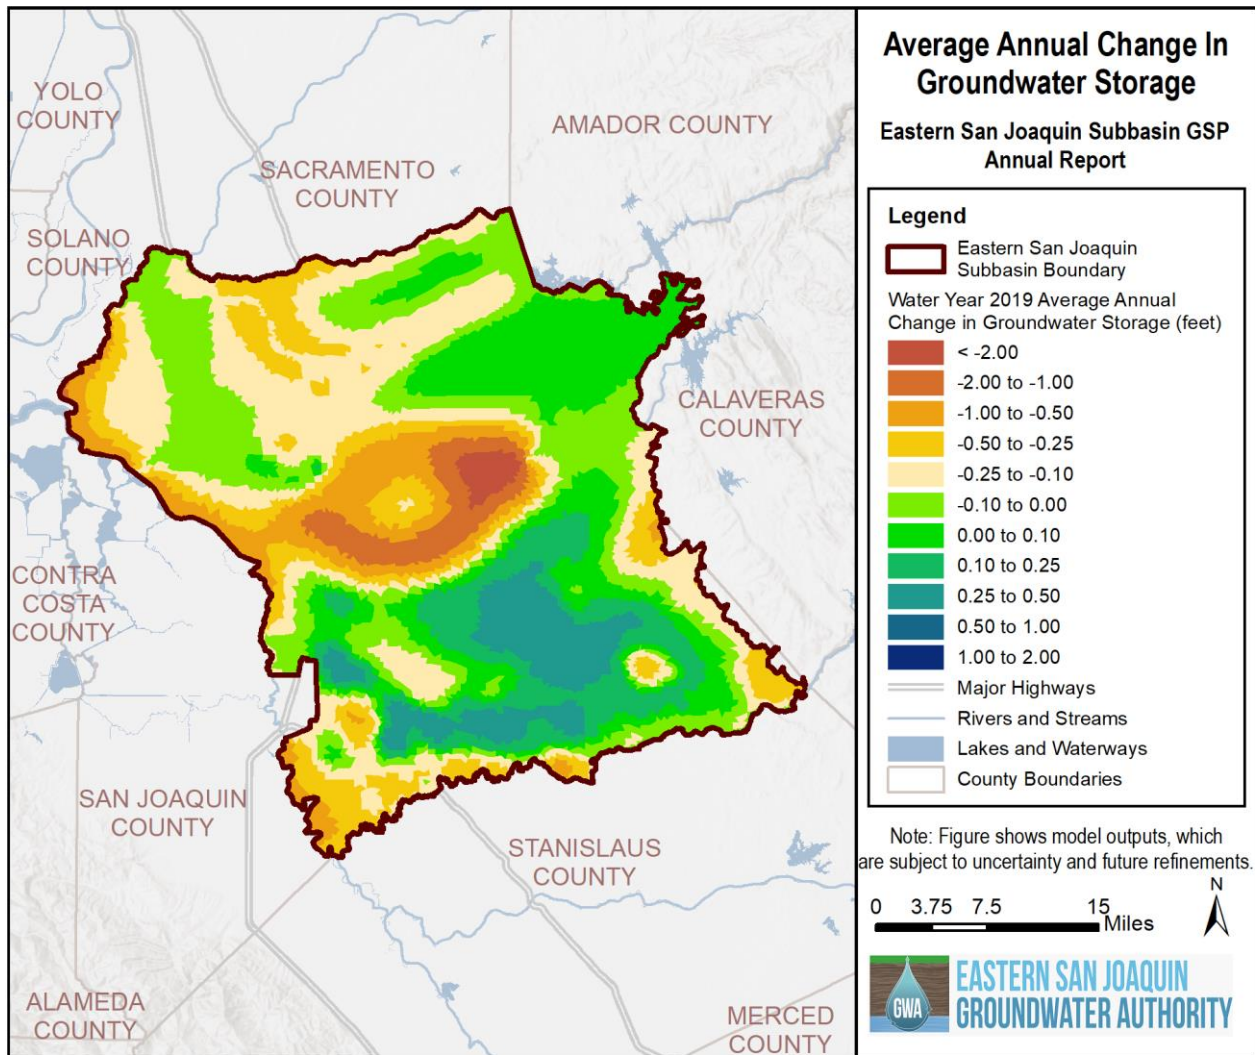 YOLO
COUNTY
AMADOR COUNTY
SACRAMENTO
COUNTY
SOLANO
COUNTY
CALAVERAS
COUNTY
CONTRA
COSTA
COUNTY
SAN JOAQUIN
COUNTY
STANISLAUS
COUNTY
ALAMEDA
COUNTY
MERCED
COUNTY
Average Annual Change In
Groundwater Storage
Eastern San Joaquin Subbasin GSP
Annual Report
Legend
Eastern San Joaquin
Subbasin Boundary
Water Year 2019 Average Annual
Change in Groundwater Storage (feet)
< -2.00
-2.00 to -1.00
-1.00 to -0.50
-0.50 to -0.25
-0.25 to -0.10
-0.10 to 0.00
0.00 to 0.10
0.10 to 0.25
0.25 to 0.50
0.50 to 1.00
1.00 to 2.00
Major Highways
Rivers and Streams
Lakes and Waterways
County Boundaries
Note: Figure shows model outputs, which
are subject to uncertainty and future refinements.
N
0 3.75 7.5 15
Miles
GWA
EASTERN SAN JOAQUIN
GROUNDWATER AUTHORITY